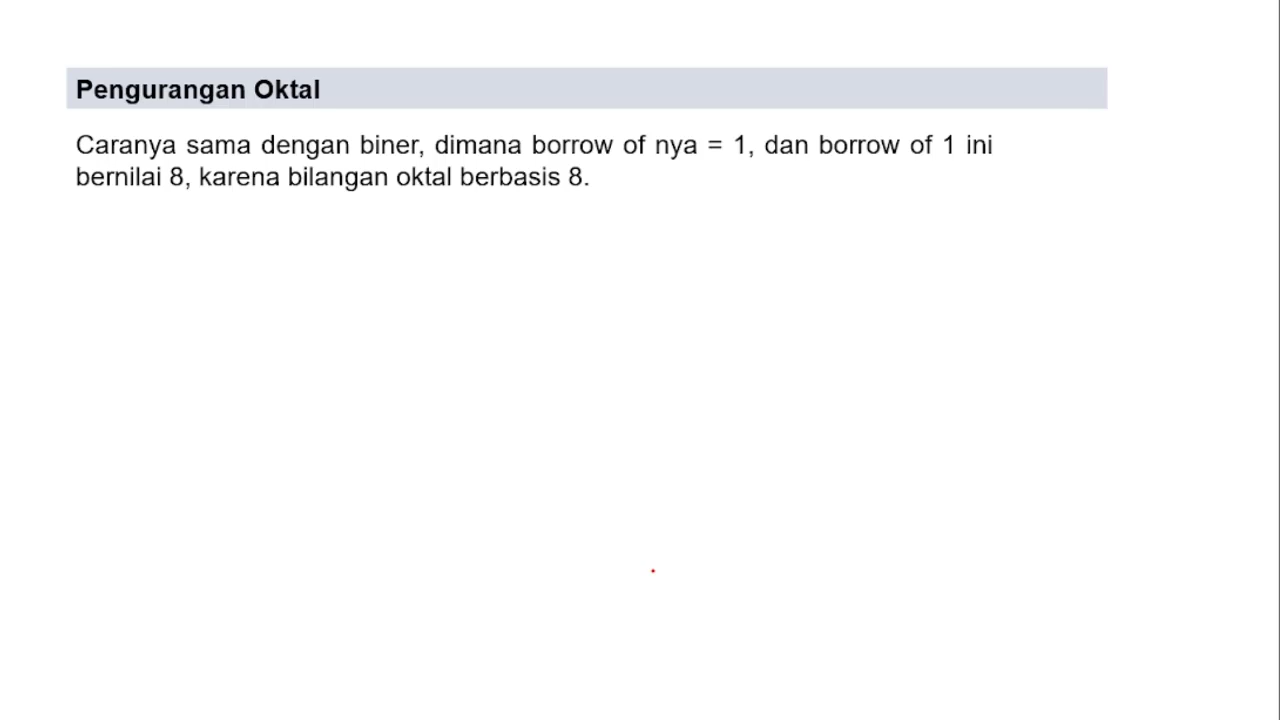 Pengurangan Oktal
Caranya sama dengan biner, dimana borrow of nya = 1, dan borrow of 1 ini
bernilai 8, karena bilangan oktal berbasis 8.